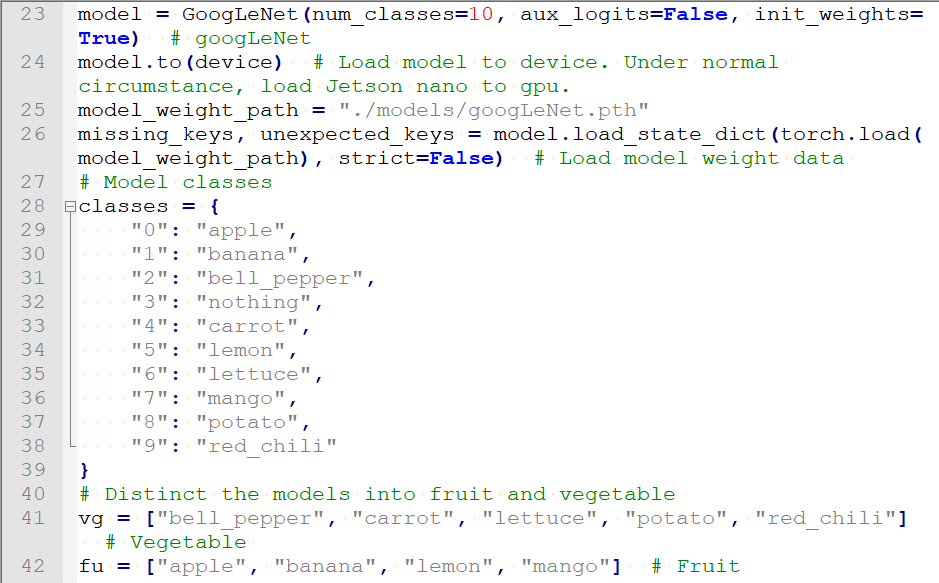 23 model = GoogLeNet(num_classes=10, aux_logits=False, init_weights=
True)  # googLeNet
24 model.to(device)  # Load model to device. Under normal
circumstance, load Jetson nano to gpu.
25 model_weight_path = "./models/googLeNet.pth"
26 missing_keys, unexpected_keys = model.load_state_dict(torch.load(
model_weight_path), strict=False)  # Load model weight data
27 # Model classes
28 classes = {
29     "0": "apple",
30     "1": "banana",
31     "2": "bell_pepper",
32     "3": "nothing",
33     "4": "carrot",
34     "5": "lemon",
35     "6": "lettuce",
36     "7": "mango",
37     "8": "potato",
38     "9": "red_chili"
39 }
40 # Distinct the models into fruit and vegetable
41 vg = ["bell_pepper", "carrot", "lettuce", "potato", "red_chili"]
# Vegetable
42 fu = ["apple", "banana", "lemon", "mango"]  # Fruit